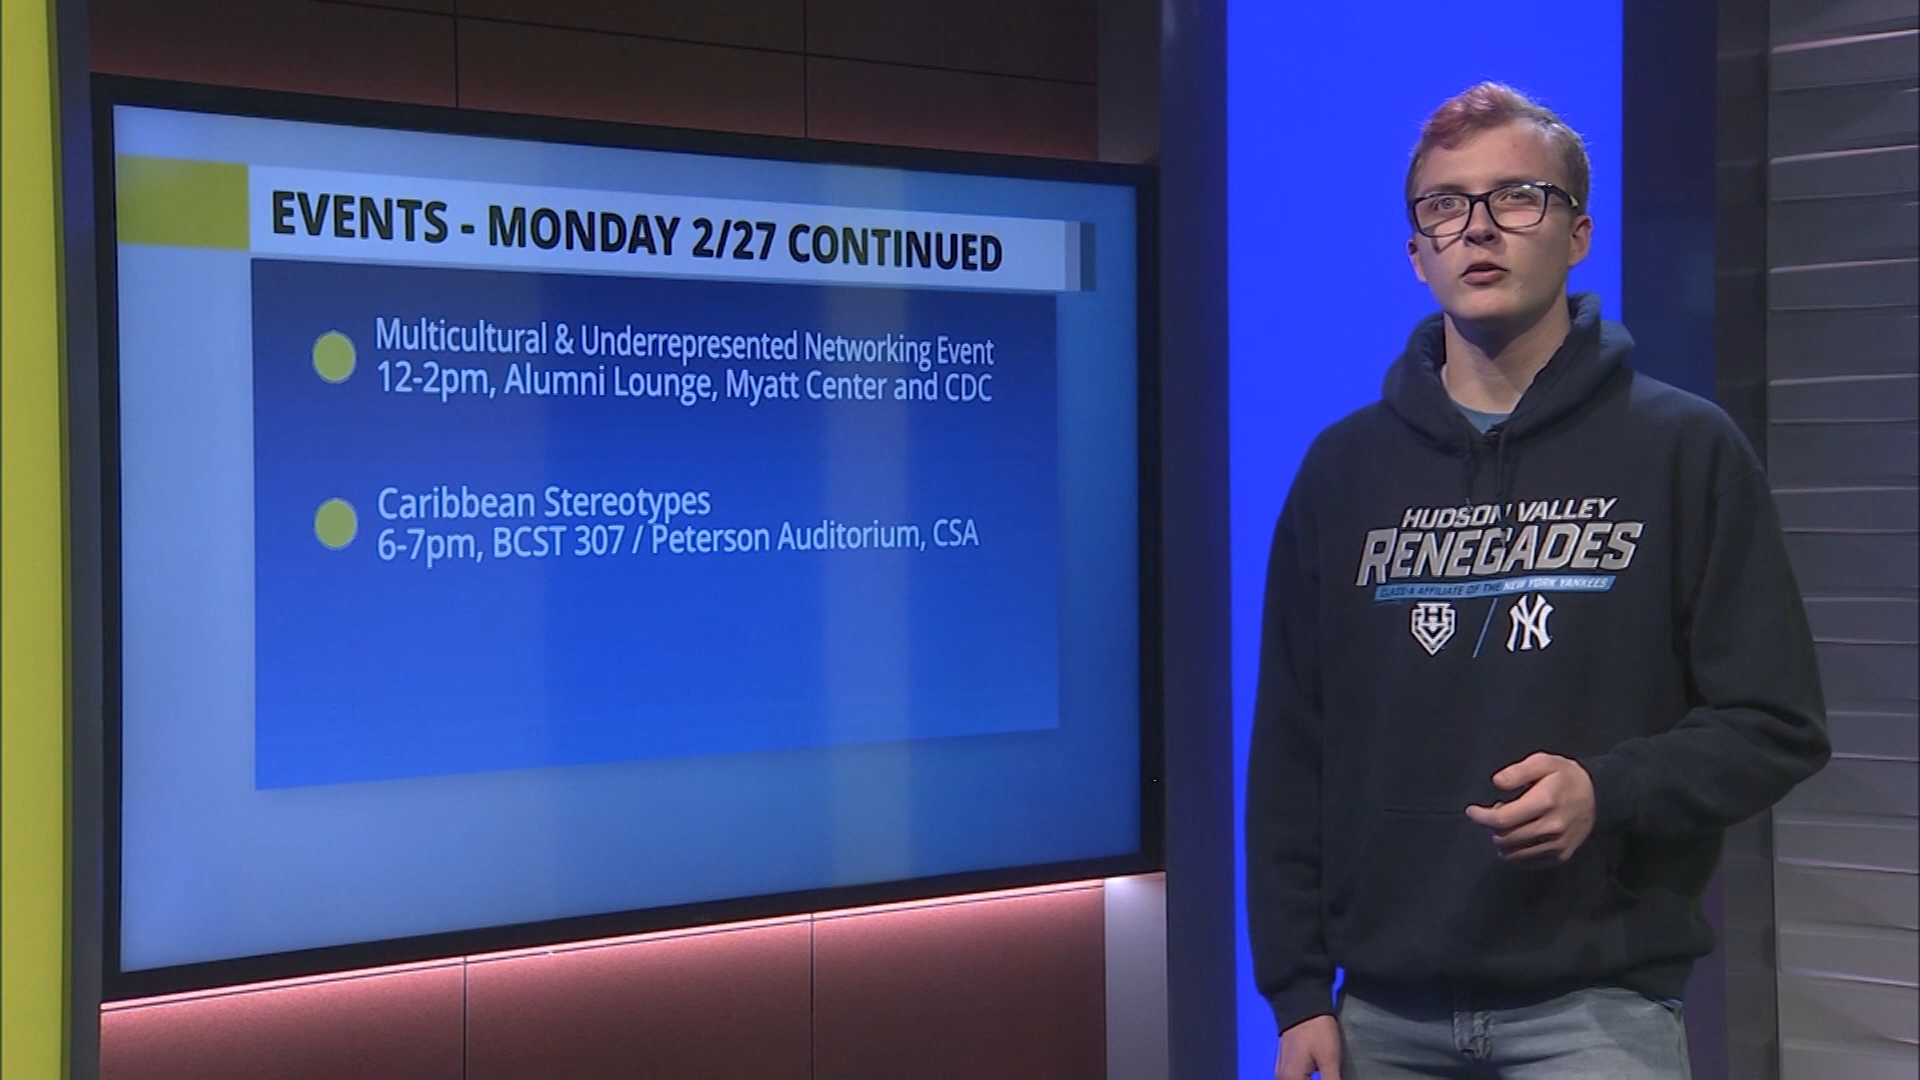 EVENTS - MONDAY 2/27 CONTINUED
Multicultural & Underrepresented Networking Event
12-2pm, Alumni Lounge, Myatt Center and CDC
Caribbean Stereotypes
6-7pm, BCST 307 / Peterson Auditorium, CSA
HUDSON VALLEY
RENEGADES
CLASS-A AFFILIATE OF THE NEW YORK YANKEES
NY